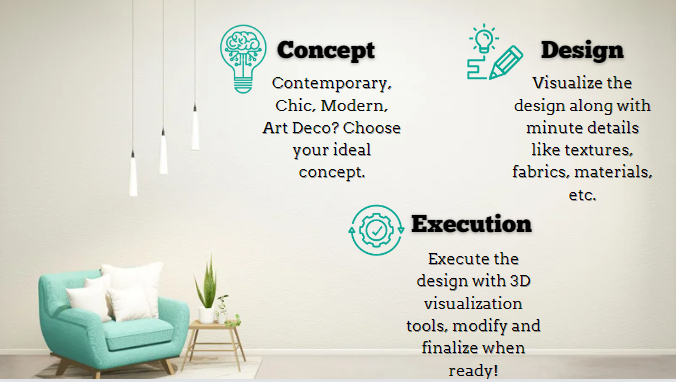 Concept
Contemporary,
Chic, Modern,
Art Deco? Choose
your ideal
concept.
Design
Visualize the
design along with
minute details
like textures,
fabrics, materials,
etc.
Execution
Execute the
design with 3D
visualization
tools, modify and
finalize when
ready!